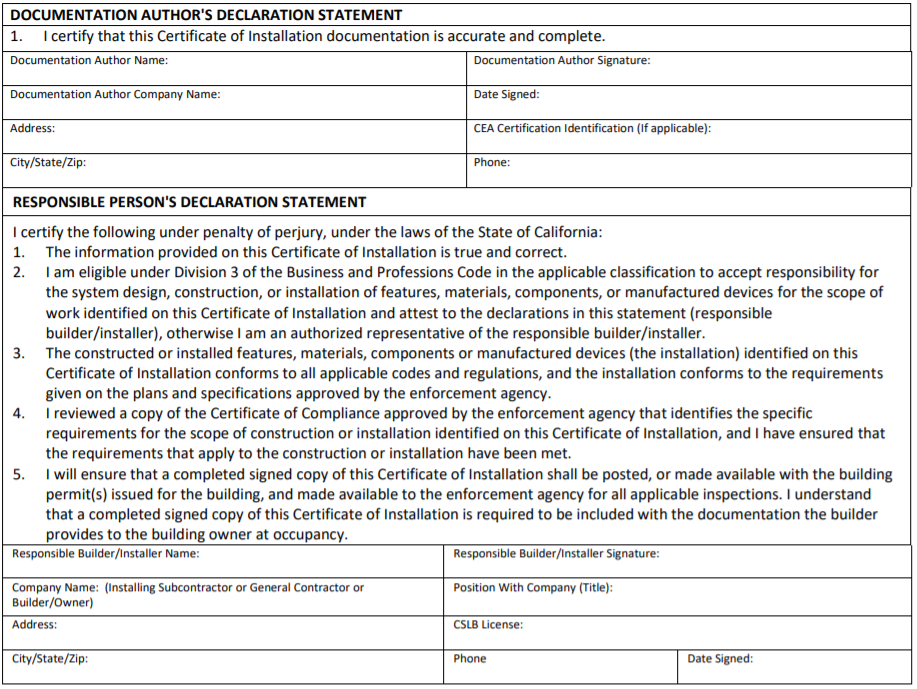 DOCUMENTATION AUTHOR'S DECLARATION STATEMENT
1. I certify that this Certificate of Installation documentation is accurate and complete.
Documentation Author Name:
Documentation Author Signature:
Documentation Author Company Name:
Date Signed:
Address:
CEA Certification Identification (If applicable):
City/State/Zip:
Phone:
RESPONSIBLE PERSON'S DECLARATION STATEMENT
I certify the following under penalty of perjury, under the laws of the State of California:
1. The information provided on this Certificate of Installation is true and correct.
2. I am eligible under Division 3 of the Business and Professions Code in the applicable classification to accept responsibility for
the system design, construction, or installation of features, materials, components, or manufactured devices for the scope of
work identified on this Certificate of Installation and attest to the declarations in this statement (responsible
builder/installer), otherwise I am an authorized representative of the responsible builder/installer.
3. The constructed or installed features, materials, components or manufactured devices (the installation) identified on this
Certificate of Installation conforms to all applicable codes and regulations, and the installation conforms to the requirements
given on the plans and specifications approved by the enforcement agency.
4. I reviewed a copy of the Certificate of Compliance approved by the enforcement agency that identifies the specific
requirements for the scope of construction or installation identified on this Certificate of Installation, and I have ensured that
the requirements that apply to the construction or installation have been met.
5. I will ensure that a completed signed copy of this Certificate of Installation shall be posted, or made available with the building
permit(s) issued for the building, and made available to the enforcement agency for all applicable inspections. I understand
that a completed signed copy of this Certificate of Installation is required to be included with the documentation the builder
provides to the building owner at occupancy.
Responsible Builder/Installer Name:
Responsible Builder/Installer Signature:
Company Name: (Installing Subcontractor or General Contractor or
Builder/Owner)
Position With Company (Title):
Address:
CSLB License:
City/State/Zip:
Phone
Date Signed: